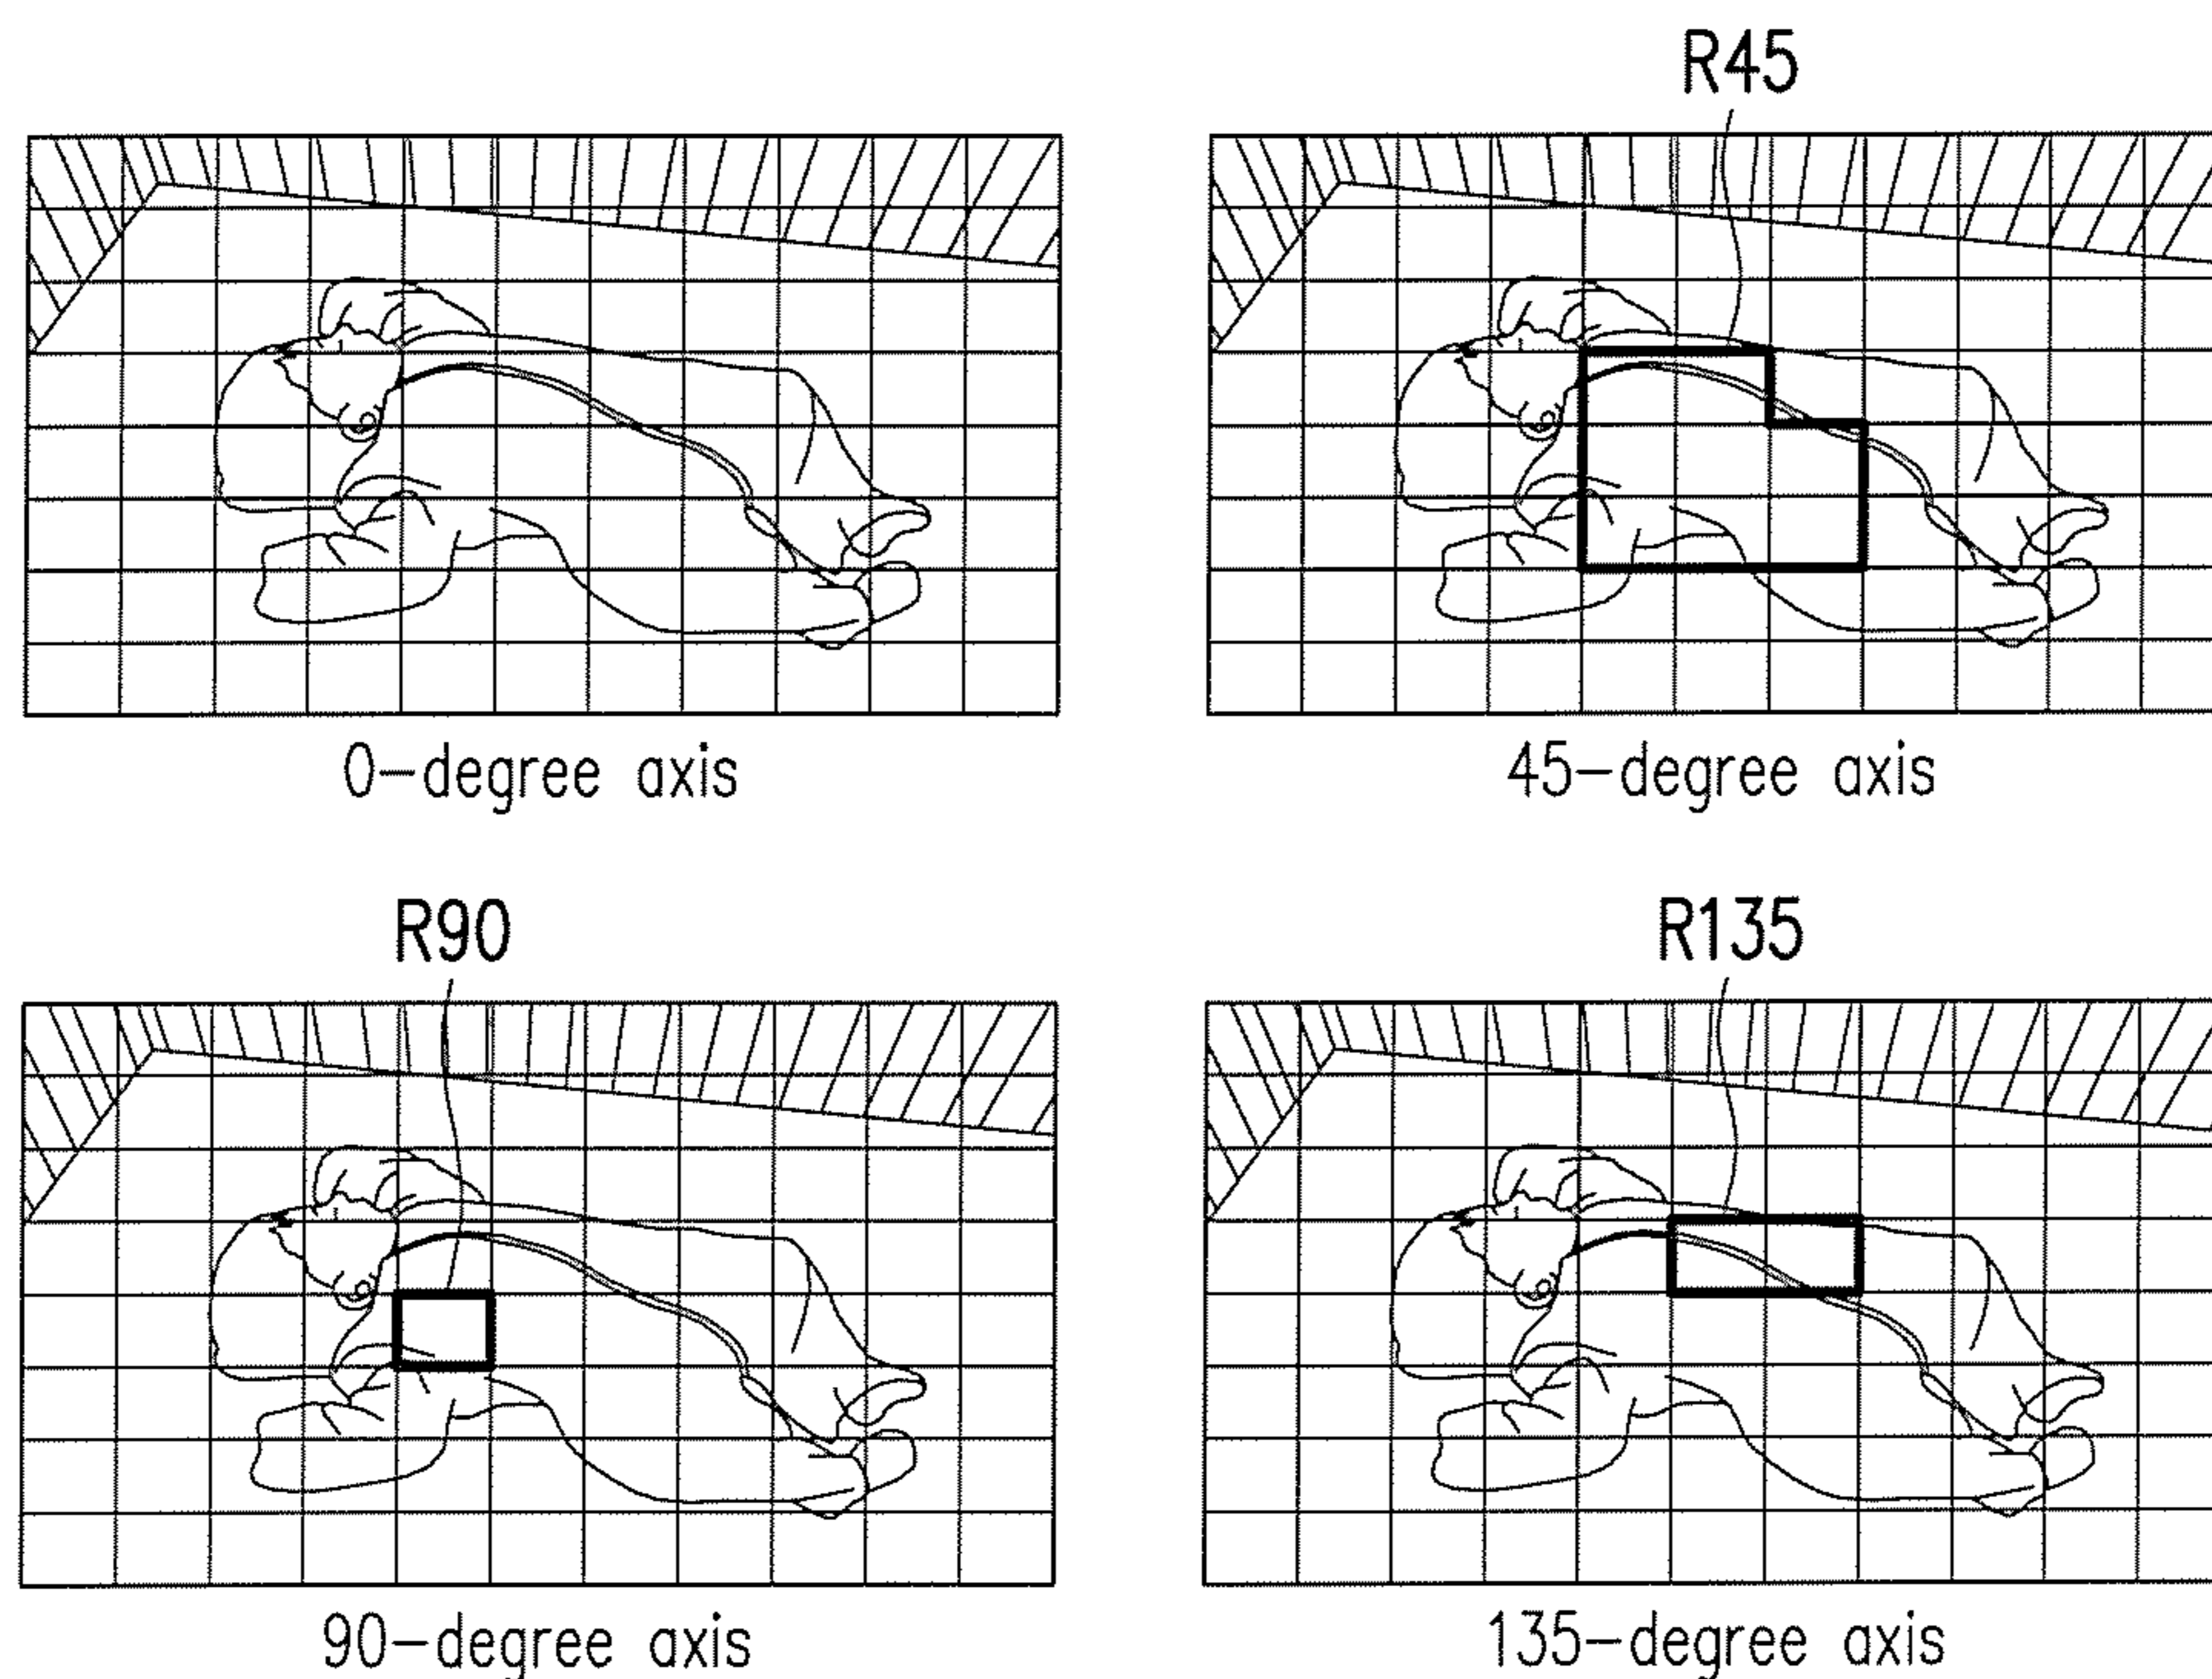 R45
0-degree axis
45-degree axis
R90
R135
90-degree axis
135-degree axis